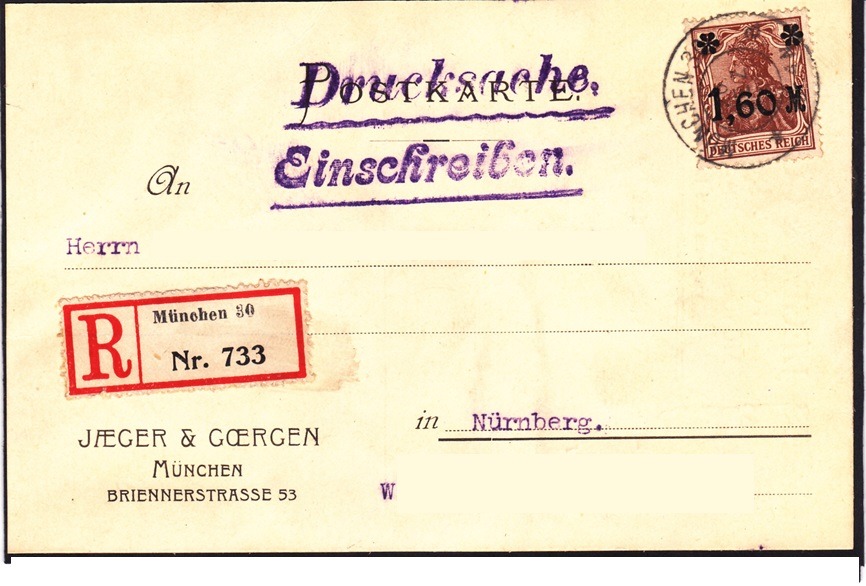 Drucksache.
POSTKARTE.
Einschreiben.
1,60 M
DEUTSCHES REICH
An
Herrn
R
München 30
Nr. 733
in Nürnberg.
JÆGER & GŒRGEN
MÜNCHEN
BRIENNERSTRASSE 53
W